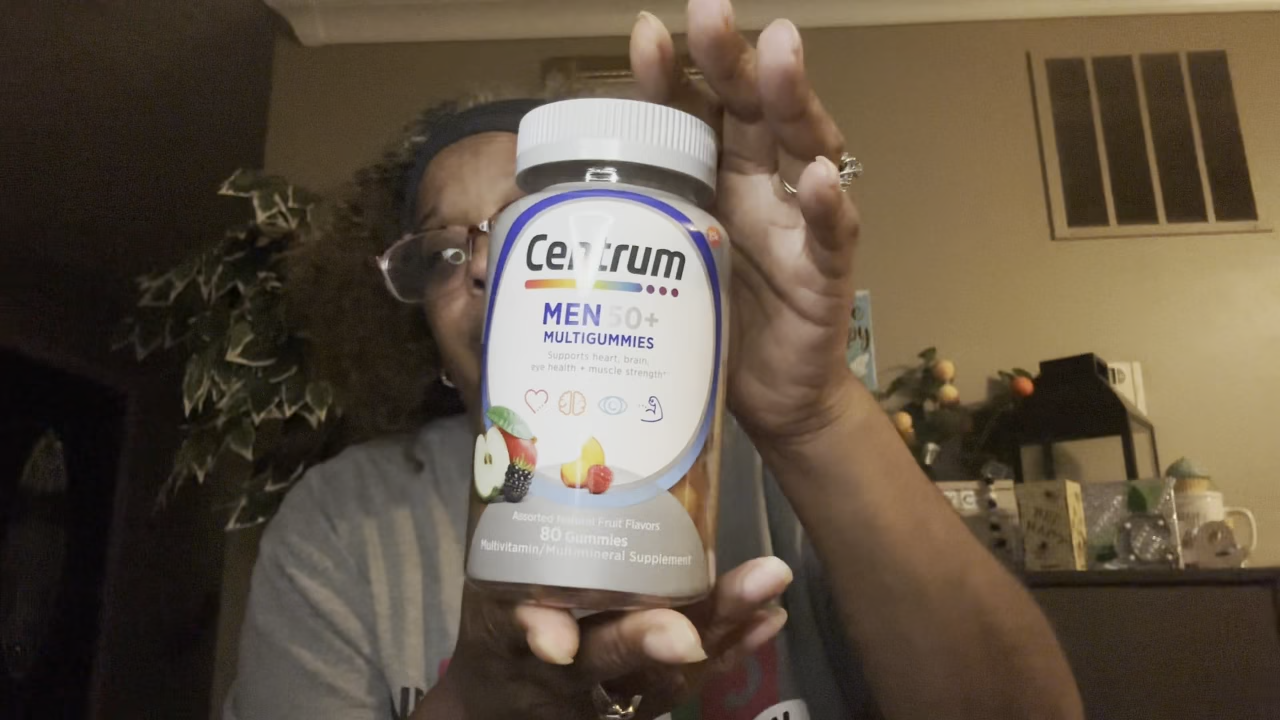 Centrum
MEN 50+
MULTIGUMMIES
Supports heart, brain,
eye health + muscle strength*
Assorted Natural Fruit Flavors
80 Gummies
Multivitamin/Multimineral Supplement